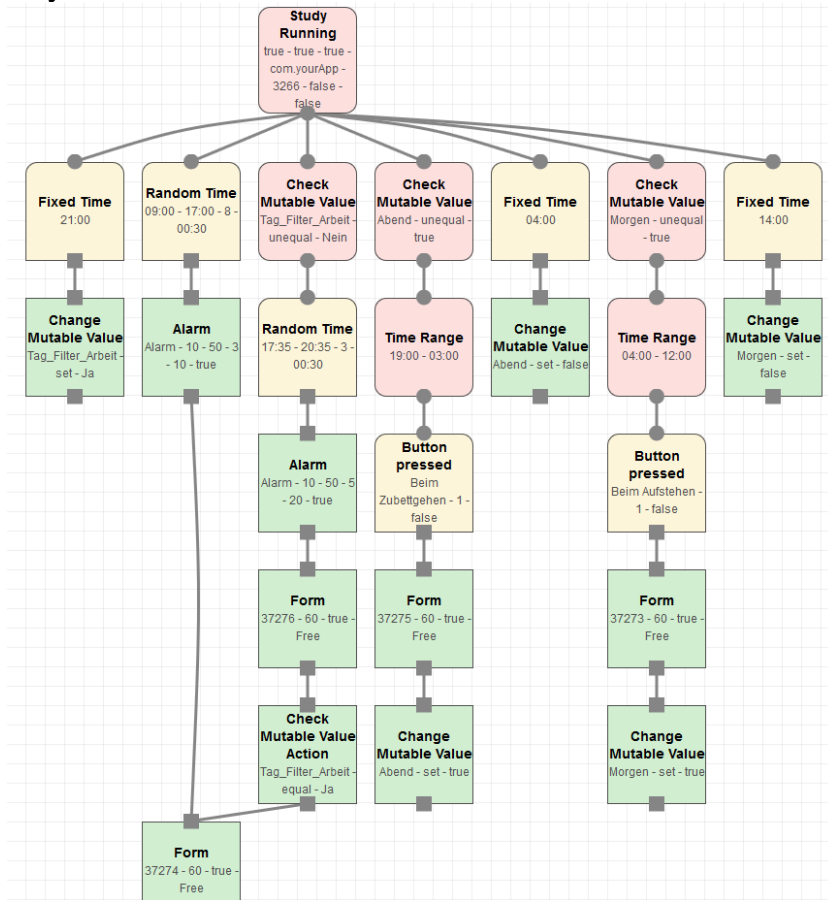 Study
Running
true - true - true -
com.yourApp -
3266 - false -
false
Fixed Time
21:00
Random Time
09:00 - 17:00 - 8 -
00:30
Check
Mutable Value
Tag_Filter_Arbeit -
unequal - Nein
Check
Mutable Value
Abend - unequal -
true
Fixed Time
04:00
Check
Mutable Value
Morgen - unequal
- true
Fixed Time
14:00
Change
Mutable Value
Tag_Filter_Arbeit -
set - Ja
Alarm
Alarm - 10 - 50 - 3
- 10 - true
Random Time
17:35 - 20:35 - 3 -
00:30
Time Range
19:00 - 03:00
Change
Mutable Value
Abend - set - false
Time Range
04:00 - 12:00
Change
Mutable Value
Morgen - set -
false
Alarm
Alarm - 10 - 50 - 5
- 20 - true
Button
pressed
Beim
Zubettgehen - 1 -
false
Button
pressed
Beim Aufstehen -
1 - false
Form
37276 - 60 - true -
Free
Form
37275 - 60 - true -
Free
Form
37273 - 60 - true -
Free
Check
Mutable Value
Action
Tag_Filter_Arbeit -
equal - Ja
Change
Mutable Value
Abend - set - true
Change
Mutable Value
Morgen - set - true
Form
37274 - 60 - true -
Free